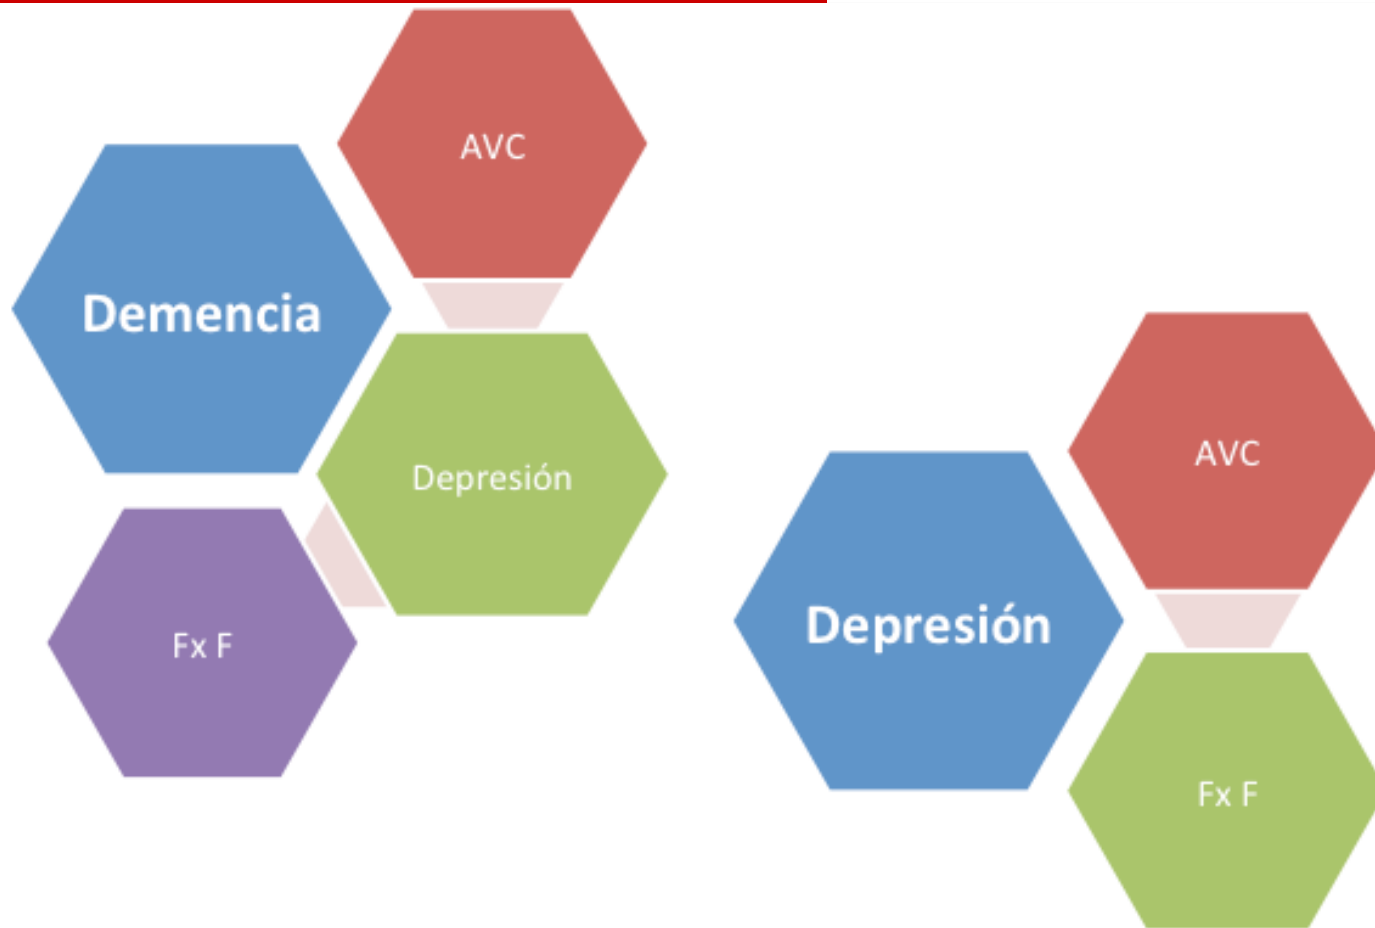 AVC
Demencia
Depresión
Fx F
AVC
Depresión
Fx F